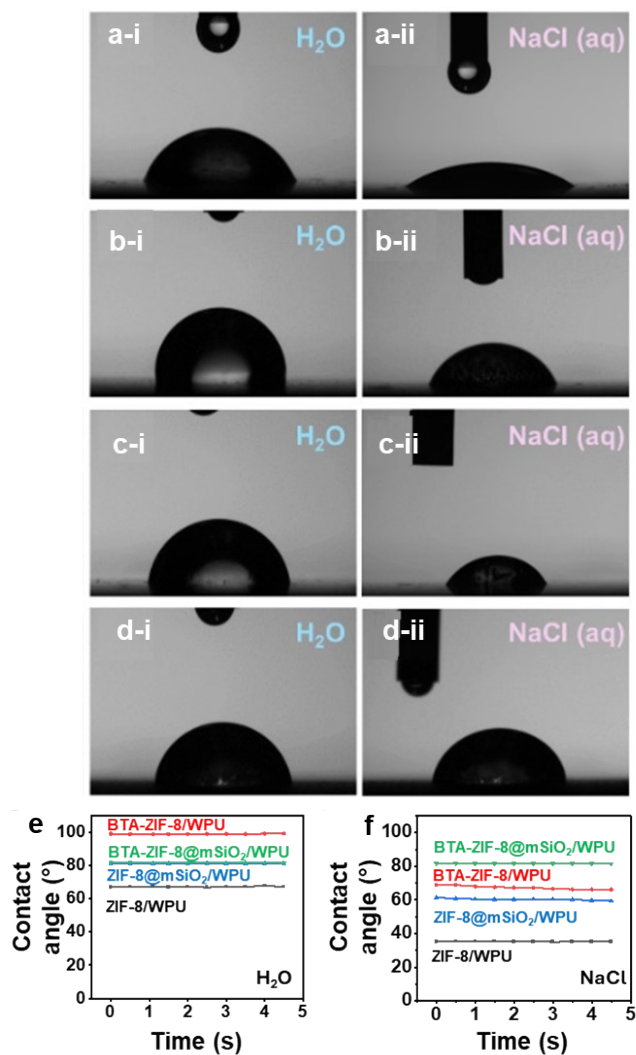 a-i H₂O a-ii NaCl (aq)
b-i H₂O b-ii NaCl (aq)
c-i H₂O c-ii NaCl (aq)
d-i H₂O d-ii NaCl (aq)
e
100
80
60
40
20
0
Contact
angle (°)
BTA-ZIF-8/WPU
BTA-ZIF-8@mSiO₂/WPU
ZIF-8@mSiO₂/WPU
ZIF-8/WPU
H₂O
0 1 2 3 4 5
Time (s)
f
100
80
60
40
20
0
Contact
angle (°)
BTA-ZIF-8@mSiO₂/WPU
BTA-ZIF-8/WPU
ZIF-8@mSiO₂/WPU
ZIF-8/WPU
NaCl
0 1 2 3 4 5
Time (s)